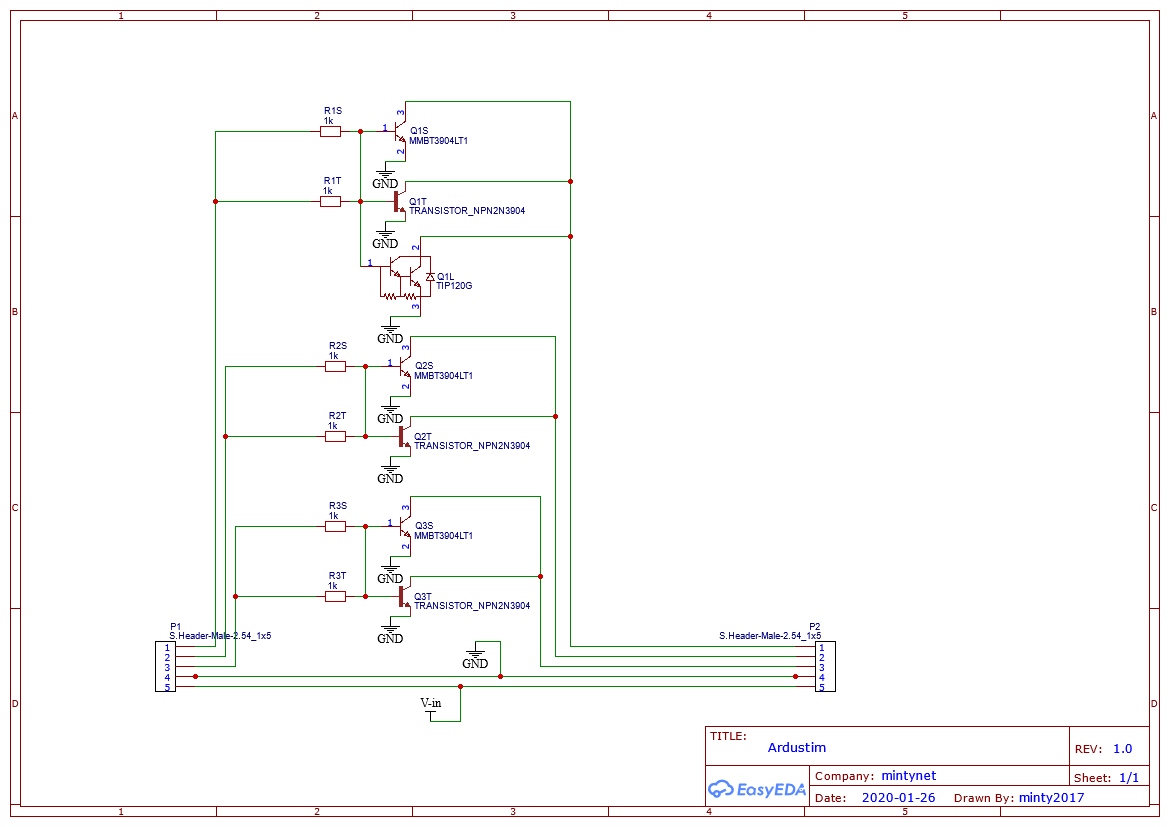 1 2 3 4 5
A A
R1S
1k
3
1
Q1S
MMBT3904LT1
2
GND
R1T
1k
Q1T
TRANSISTOR_NPN2N3904
GND
2
1
Q1L
TIP120G
3
B B
GND
R2S
1k
3
1
Q2S
MMBT3904LT1
2
GND
R2T
1k
Q2T
TRANSISTOR_NPN2N3904
GND
R3S
1k
3
1
Q3S
MMBT3904LT1
2
C C
GND
R3T
1k
Q3T
TRANSISTOR_NPN2N3904
GND
P1
S.Header-Male-2.54_1x5
1
2
3
4
5
GND
V-in
P2
S.Header-Male-2.54_1x5
1
2
3
4
5
D D
TITLE:
Ardustim
REV: 1.0
EasyEDA
Company: mintynet
Sheet: 1/1
Date: 2020-01-26 Drawn By: minty2017
1 2 3 4 5